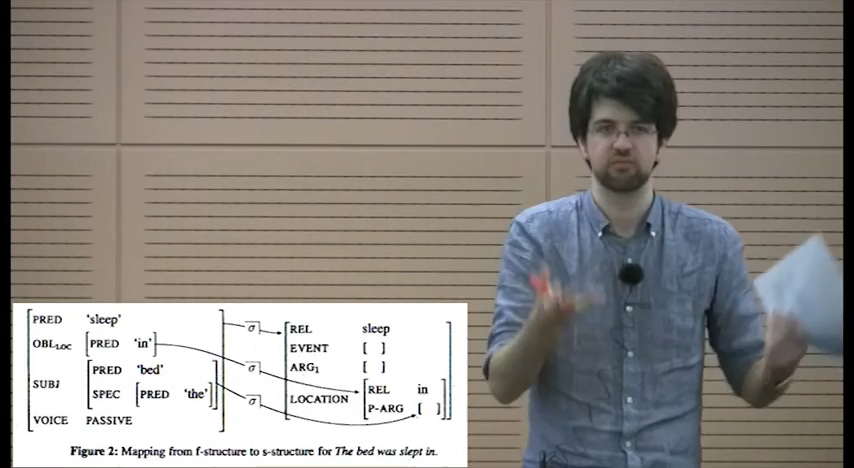 PRED 'sleep'
OBL_LOC [PRED 'in']
SUBJ [PRED 'bed'
SPEC [PRED 'the']]
VOICE PASSIVE
σ
σ
σ
REL sleep
EVENT [ ]
ARG₁ [ ]
LOCATION [REL in
P-ARG [ ]]
Figure 2: Mapping from f-structure to s-structure for The bed was slept in.